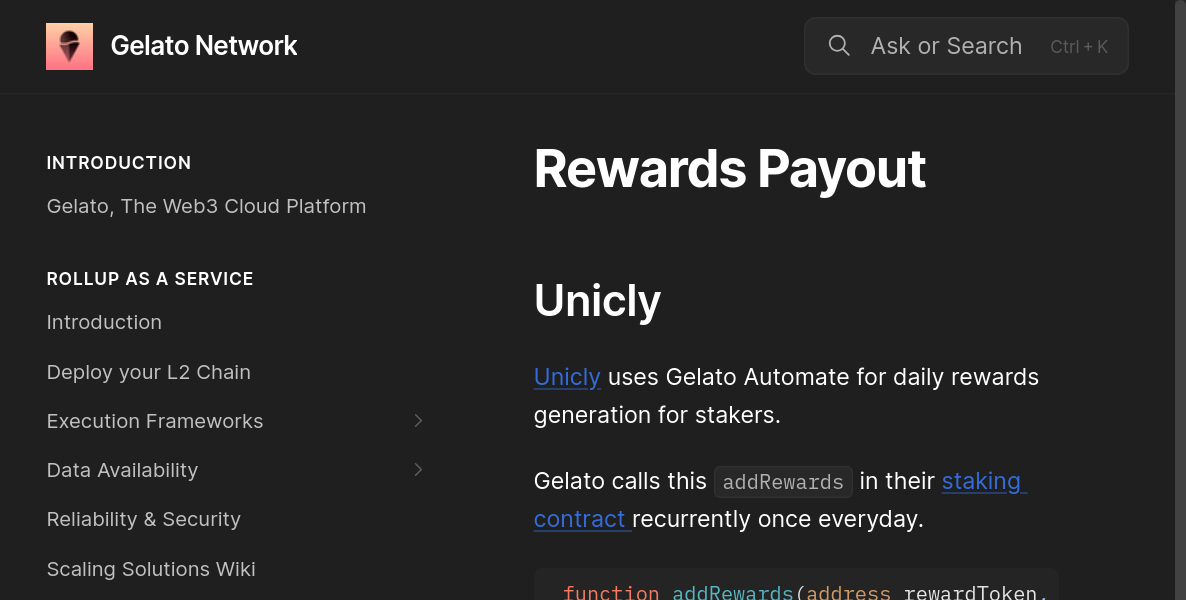 Gelato Network
Ask or Search Ctrl + K
INTRODUCTION
Gelato, The Web3 Cloud Platform
ROLLUP AS A SERVICE
Introduction
Deploy your L2 Chain
Execution Frameworks
Data Availability
Reliability & Security
Scaling Solutions Wiki
Rewards Payout
Unicly
Unicly uses Gelato Automate for daily rewards
generation for stakers.
Gelato calls this addRewards in their staking
contract recurrently once everyday.
function addRewards(address rewardToken,